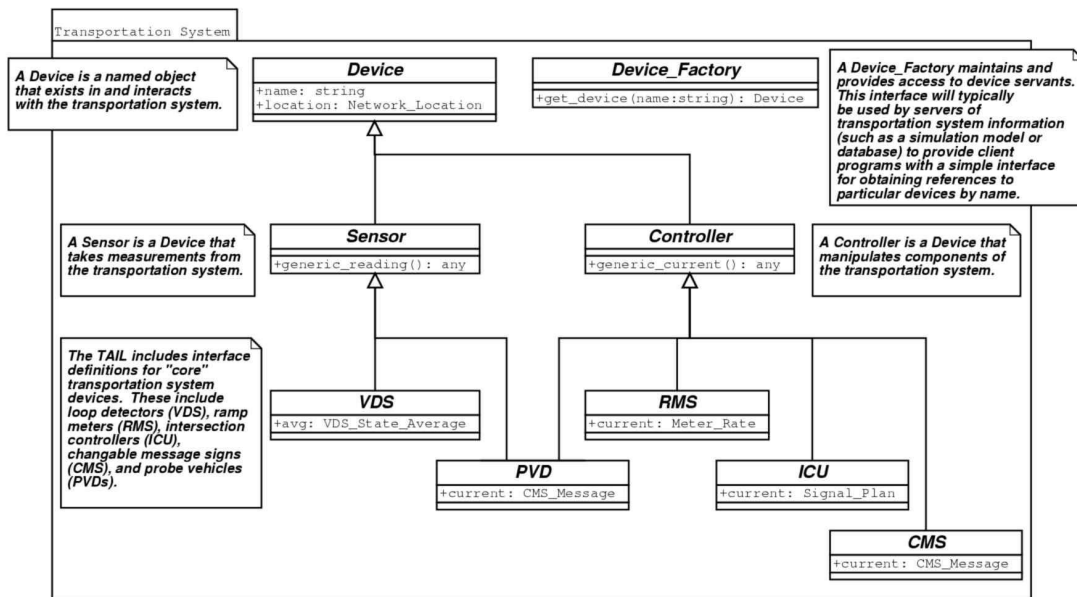 Transportation System
A Device is a named object
that exists in and interacts
with the transportation system.
Device
+name: string
+location: Network_Location
Device_Factory
+get_device(name:string): Device
A Device_Factory maintains and
provides access to device servants.
This interface will typically
be used by servers of
transportation system information
(such as a simulation model or
database) to provide client
programs with a simple interface
for obtaining references to
particular devices by name.
A Sensor is a Device that
takes measurements from
the transportation system.
Sensor
+generic_reading(): any
Controller
+generic_current(): any
A Controller is a Device that
manipulates components of
the transportation system.
The TAIL includes interface
definitions for "core"
transportation system
devices.  These include
loop detectors (VDS), ramp
meters (RMS), intersection
controllers (ICU),
changable message signs
(CMS), and probe vehicles
(PVDs).
VDS
+avg: VDS_State_Average
RMS
+current: Meter_Rate
PVD
+current: CMS_Message
ICU
+current: Signal_Plan
CMS
+current: CMS_Message